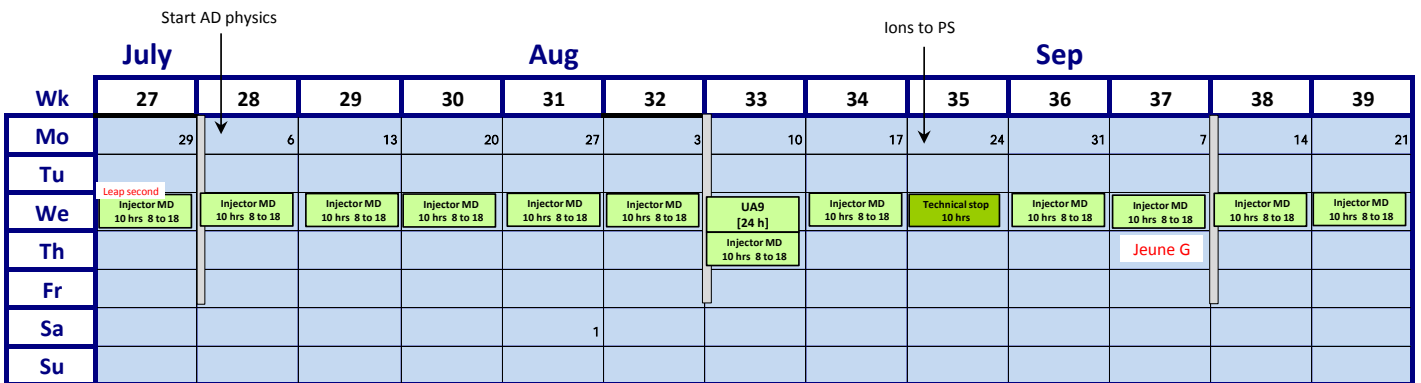 Start AD physics
Ions to PS
July Aug Sep
Wk 27 28 29 30 31 32 33 34 35 36 37 38 39
Mo 29 6 13 20 27 3 10 17 24 31 7 14 21
Tu
Leap second
We
Injector MD
10 hrs 8 to 18
Injector MD
10 hrs 8 to 18
Injector MD
10 hrs 8 to 18
Injector MD
10 hrs 8 to 18
Injector MD
10 hrs 8 to 18
Injector MD
10 hrs 8 to 18
UA9
[24 h]
Injector MD
10 hrs 8 to 18
Technical stop
10 hrs
Injector MD
10 hrs 8 to 18
Injector MD
10 hrs 8 to 18
Injector MD
10 hrs 8 to 18
Injector MD
10 hrs 8 to 18
Th
Injector MD
10 hrs 8 to 18
Jeune G
Fr
Sa 1
Su